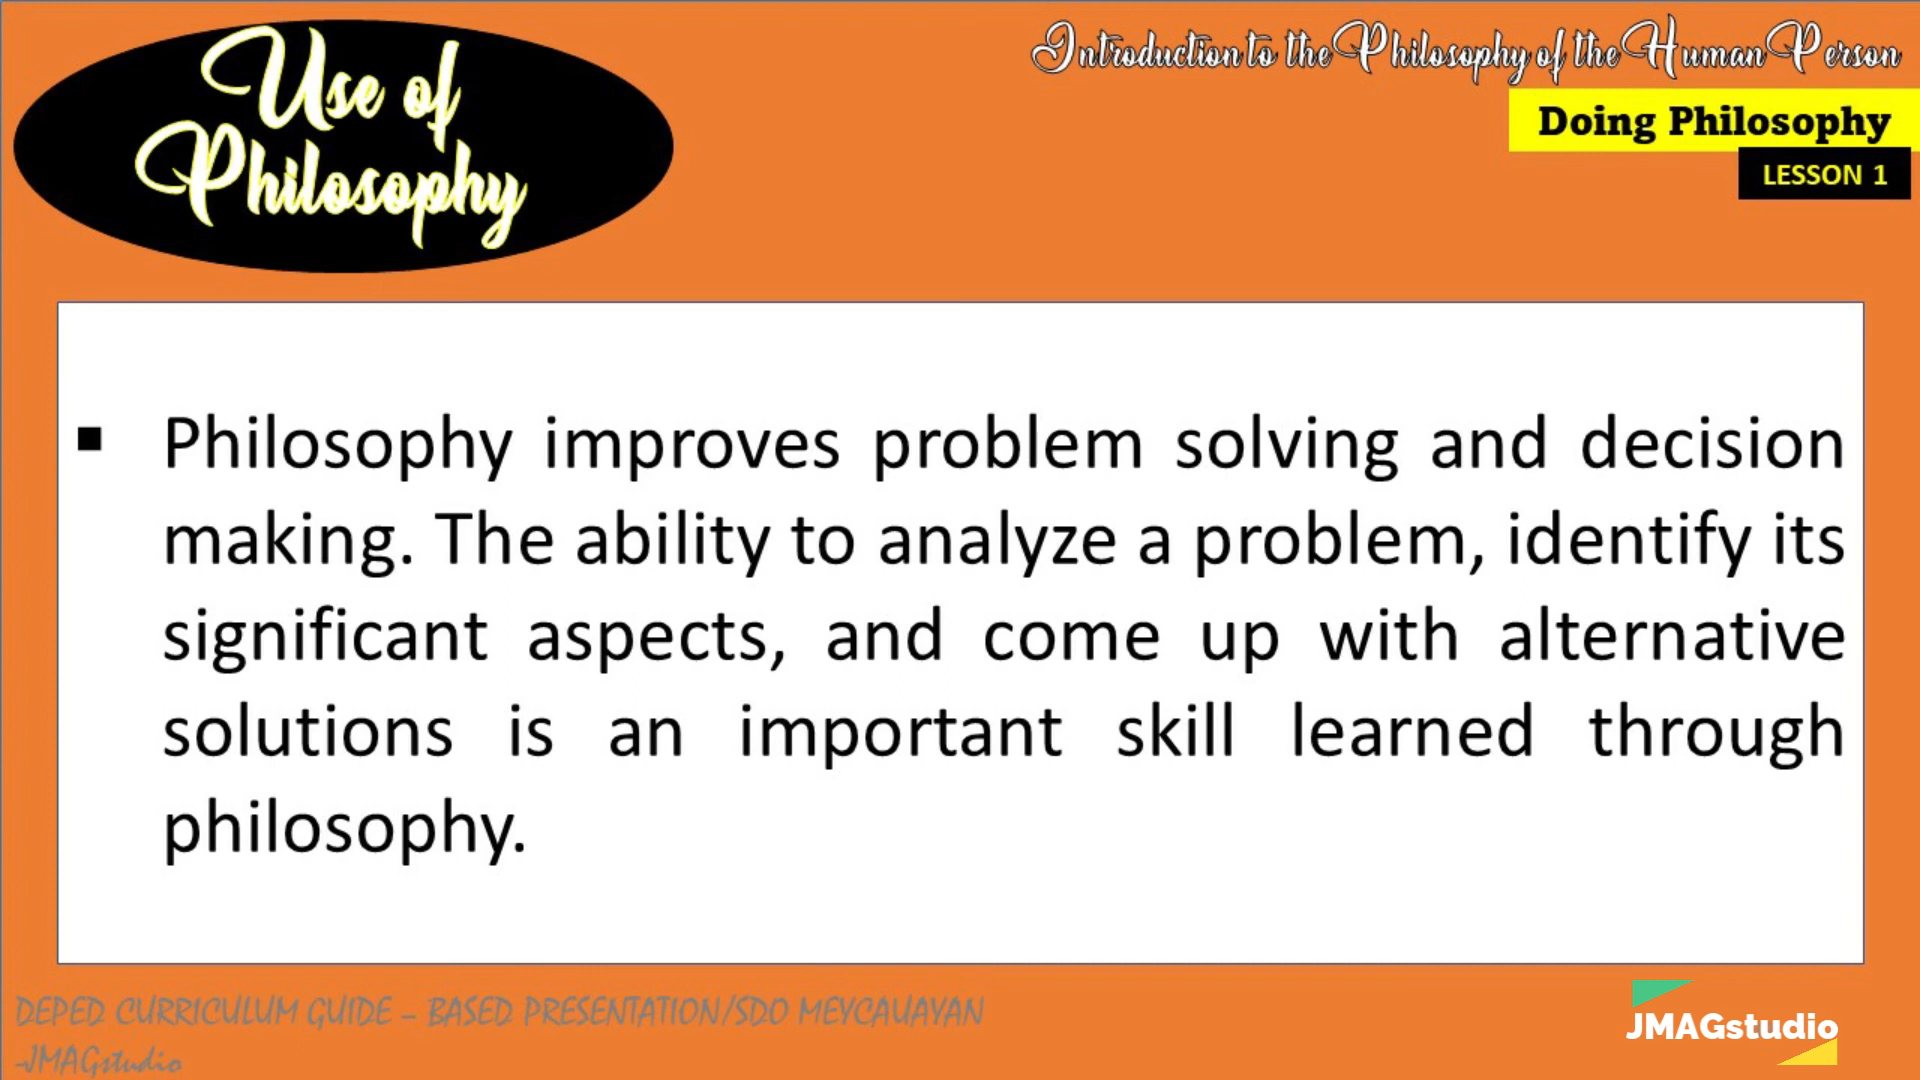 Use of
Philosophy
Introduction to the Philosophy of the Human Person
Doing Philosophy
LESSON 1
▪ Philosophy improves problem solving and decision
making. The ability to analyze a problem, identify its
significant aspects, and come up with alternative
solutions is an important skill learned through
philosophy.
DEPED CURRICULUM GUIDE – BASED PRESENTATION/SDO MEYCAUAYAN
-JMAGstudio
JMAGstudio